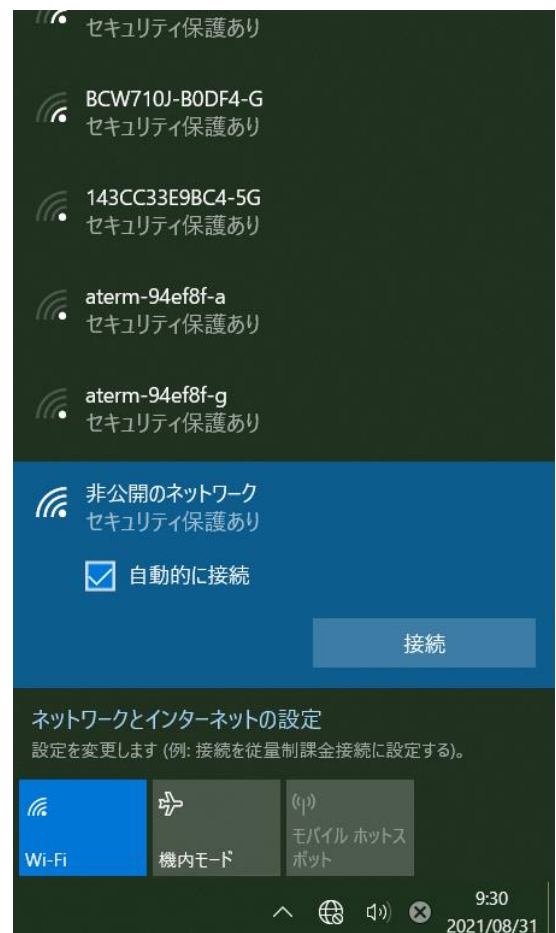 セキュリティ保護あり
BCW710J-B0DF4-G
セキュリティ保護あり
143CC33E9BC4-5G
セキュリティ保護あり
aterm-94ef8f-a
セキュリティ保護あり
aterm-94ef8f-g
セキュリティ保護あり
非公開のネットワーク
セキュリティ保護あり
自動的に接続
接続
ネットワークとインターネットの設定
設定を変更します (例: 接続を従量制課金接続に設定する)。
Wi-Fi
機内モード
モバイル ホットス
ポット
9:30
2021/08/31